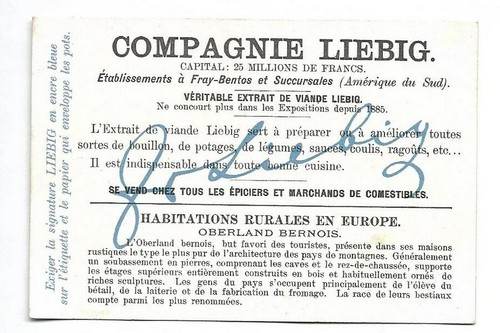 COMPAGNIE LIEBIG.
CAPITAL: 25 MILLIONS DE FRANCS.
Établissements à Fray-Bentos et Succursales (Amérique du Sud).
VÉRITABLE EXTRAIT DE VIANDE LIEBIG.
Ne concourt plus dans les Expositions depuis 1885.
L'Extrait de viande Liebig sert à préparer ou à améliorer toutes
sortes de bouillon, de potages, de légumes, sauces, coulis, ragoûts, etc...
Il est indispensable dans toute bonne cuisine.
SE VEND CHEZ TOUS LES ÉPICIERS ET MARCHANDS DE COMESTIBLES.
HABITATIONS RURALES EN EUROPE.
OBERLAND BERNOIS.
L'Oberland bernois, but favori des touristes, présente dans ses maisons
rustiques le type le plus pur de l'architecture des pays de montagnes. Généralement
un soubassement en pierres, comprenant les caves et le rez-de-chaussée, supporte
les étages supérieurs entièrement construits en bois et habituellement ornés de
riches sculptures. Les gens du pays s'occupent principalement de l'élève du
bétail, de la laiterie et de la fabrication du fromage. La race de leurs bestiaux
compte parmi les plus renommées.
Exiger la signature LIEBIG en encre bleue
sur l'étiquette et le papier qui enveloppe les pots.
J v Liebig